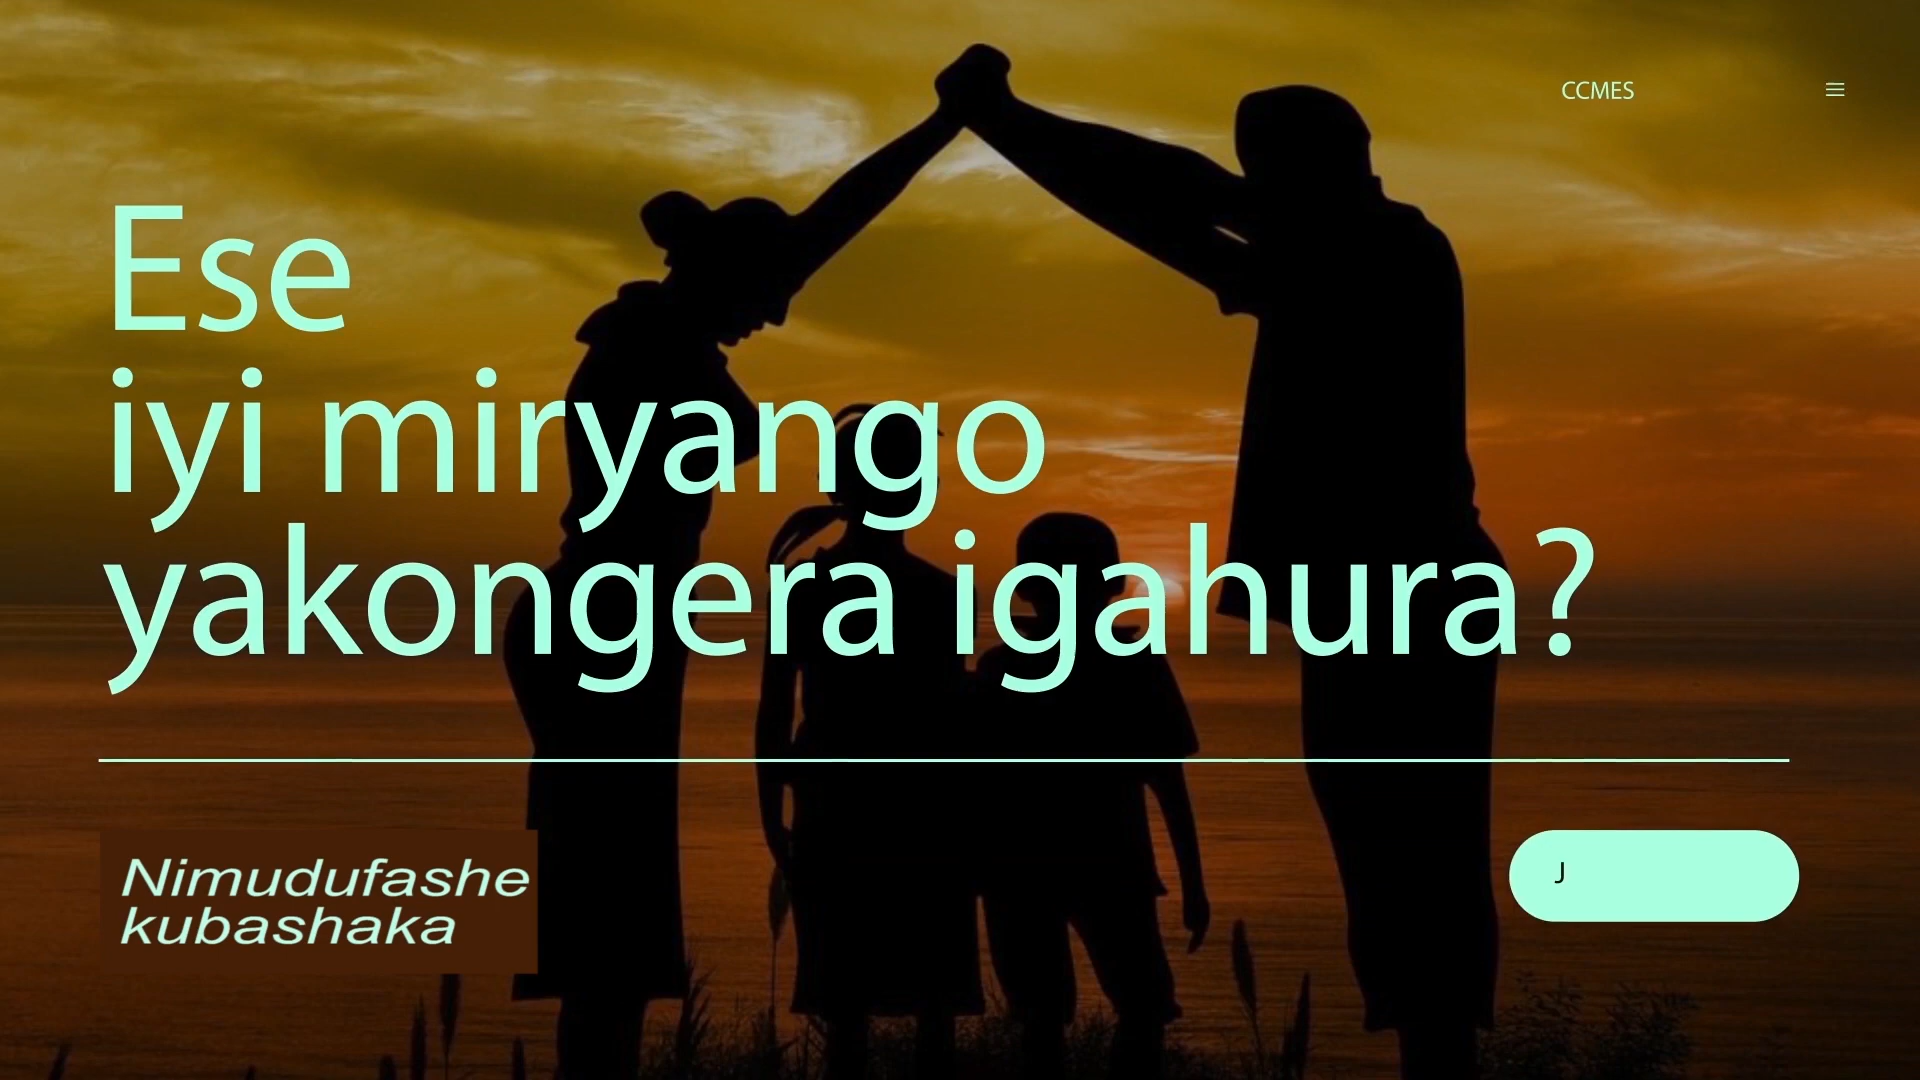 CCMES
Ese
iyi miryango
yakongera igahura?
Nimudufashe
kubashaka
J